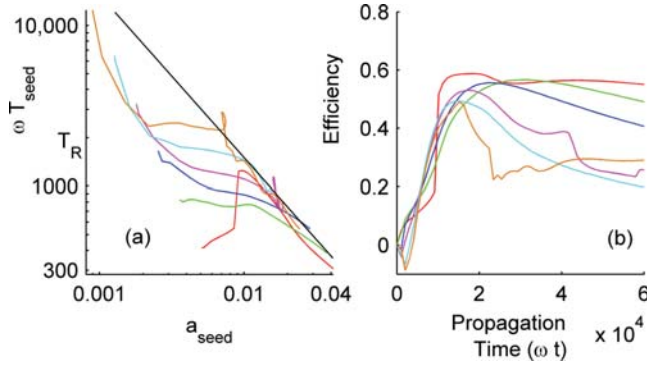 10,000
ω T_seed
T_R
1000
300
(a)
0.001
0.01
0.04
a_seed
(b)
0.8
0.6
0.4
0.2
0
Efficiency
0
2
4
6
Propagation
Time (ω t)
x 10^4